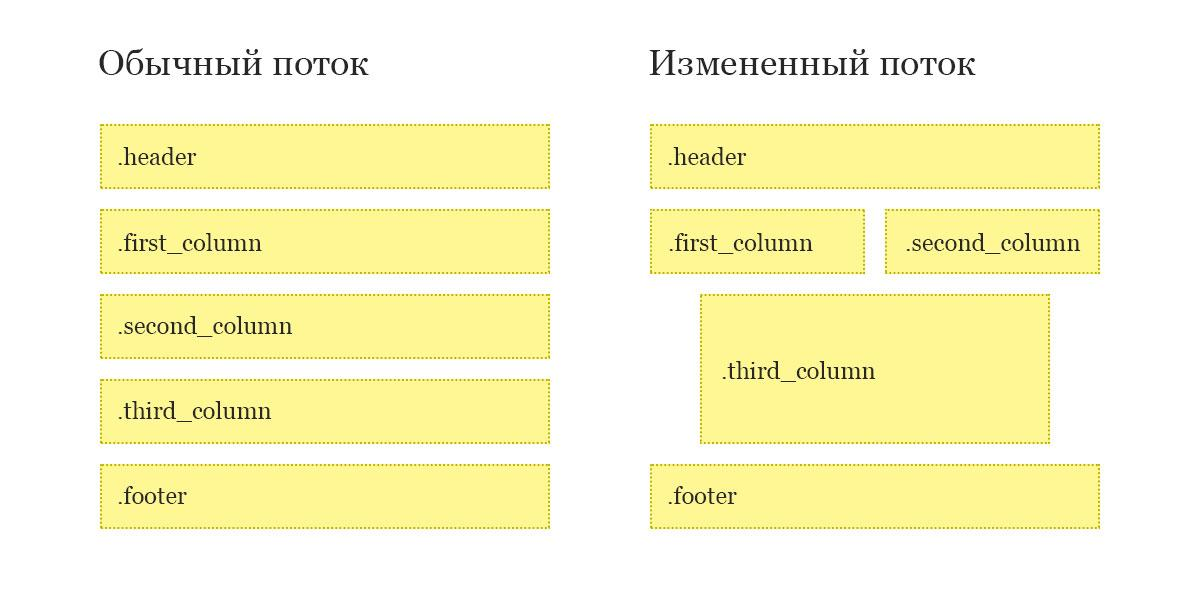 Обычный поток
.header
.first_column
.second_column
.third_column
.footer
Измененный поток
.header
.first_column
.second_column
.third_column
.footer